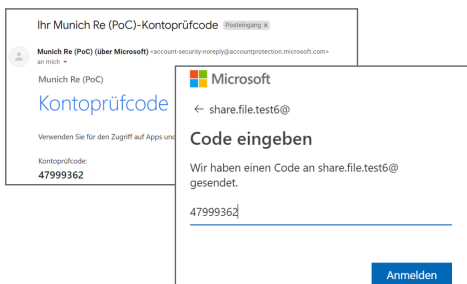 Ihr Munich Re (PoC)-Kontoprüfcode Posteingang x
Munich Re (PoC) (über Microsoft) <account-security-noreply@accountprotection.microsoft.com>
an mich
Munich Re (PoC)
Kontoprüfcode
Verwenden Sie für den Zugriff auf Apps und
Kontoprüfcode:
47999362
Microsoft
← share.file.test6@
Code eingeben
Wir haben einen Code an share.file.test6@
gesendet.
47999362
Anmelden